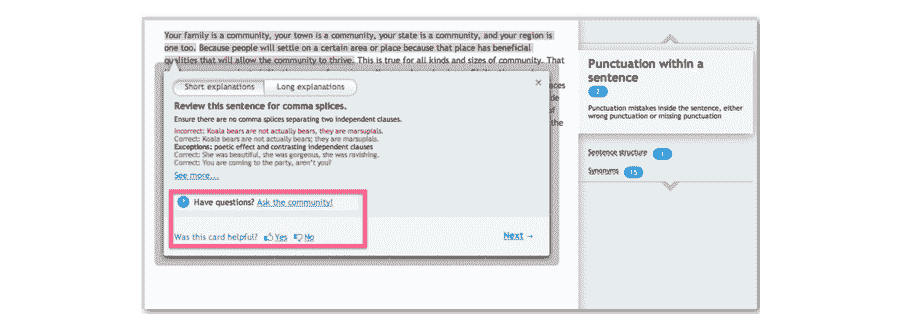 Your family is a community, your town is a community, your state is a community, and your region is
one too. Because people will settle on a certain area or place because that place has beneficial
qualities that will allow the community to thrive. This is true for all kinds and sizes of community. That
aces
de
of
the
Short explanations
Long explanations
×
Review this sentence for comma splices.
Ensure there are no comma splices separating two independent clauses.
Incorrect: Koala bears are not actually bears, they are marsupials.
Correct: Koala bears are not actually bears; they are marsupials.
Exceptions: poetic effect and contrasting independent clauses
Correct: She was beautiful, she was gorgeous, she was ravishing.
Correct: You are coming to the party, aren't you?
See more...
Have questions? Ask the community!
Was this card helpful? Yes No
Next →
Punctuation within a
sentence
2
Punctuation mistakes inside the sentence, either
wrong punctuation or missing punctuation
Sentence structure 1
Synonyms 15